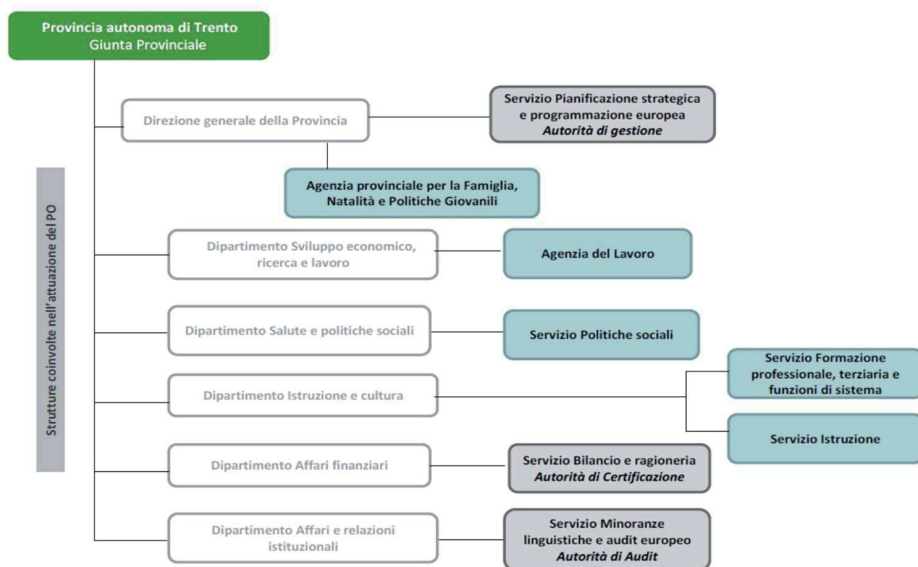 Provincia autonoma di Trento
Giunta Provinciale
Strutture coinvolte nell'attuazione del PO
Direzione generale della Provincia
Servizio Pianificazione strategica
e programmazione europea
Autorità di gestione
Agenzia provinciale per la Famiglia,
Natalità e Politiche Giovanili
Dipartimento Sviluppo economico,
ricerca e lavoro
Agenzia del Lavoro
Dipartimento Salute e politiche sociali
Servizio Politiche sociali
Dipartimento Istruzione e cultura
Servizio Formazione
professionale, terziaria e
funzioni di sistema
Servizio Istruzione
Dipartimento Affari finanziari
Servizio Bilancio e ragioneria
Autorità di Certificazione
Dipartimento Affari e relazioni
istituzionali
Servizio Minoranze
linguistiche e audit europeo
Autorità di Audit